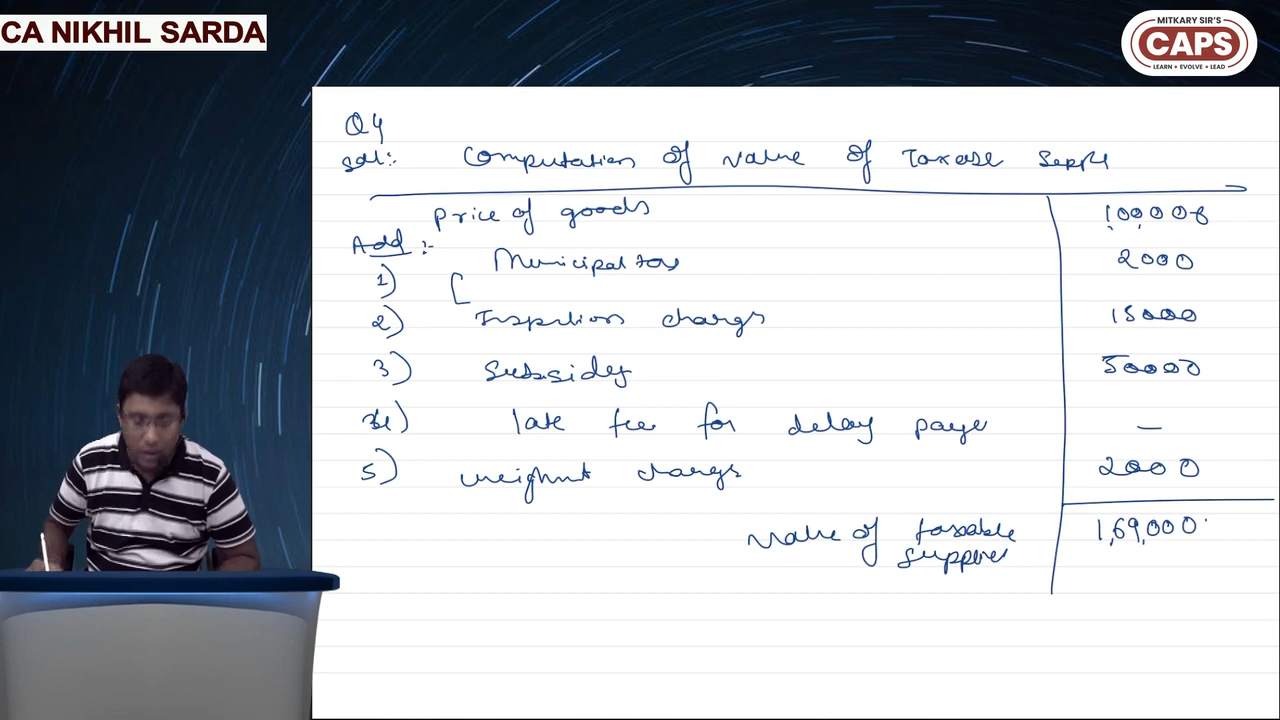 CA NIKHIL SARDA
MITKARY SIR'S
CAPS
LEARN • EVOLVE • LEAD
Q4
Sol:- Computation of value of Taxable Supply
Price of goods 1,00,000
Add :-
1) Municipal tax 2000
2) Inspection charges 15000
3) Subsidy 50000
4) late fee for delay payt —
5) weighment charges 2000
Value of taxable supplies 1,69,000